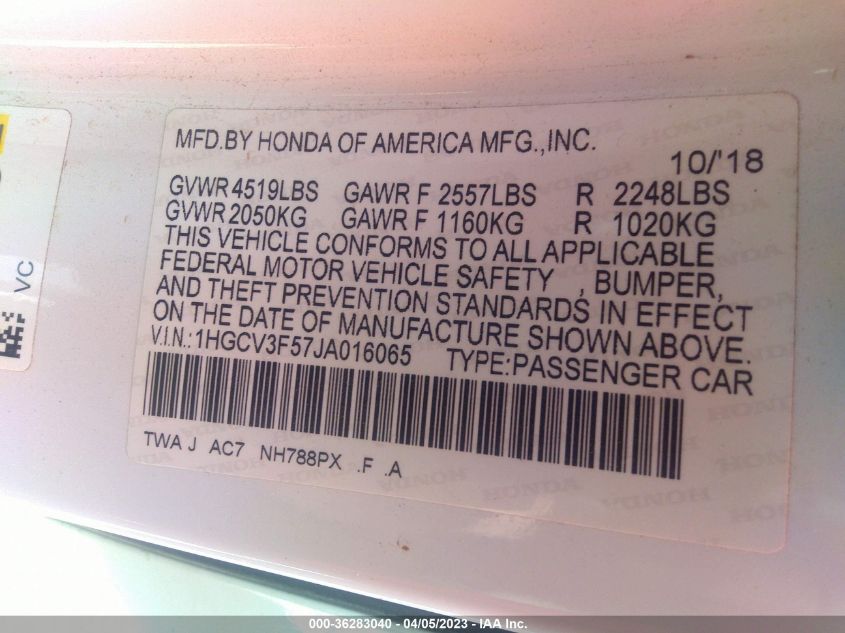 MFD.BY HONDA OF AMERICA MFG.,INC.
10/'18
GVWR 4519LBS GAWR F 2557LBS R 2248LBS
GVWR 2050KG GAWR F 1160KG R 1020KG
THIS VEHICLE CONFORMS TO ALL APPLICABLE
FEDERAL MOTOR VEHICLE SAFETY , BUMPER,
AND THEFT PREVENTION STANDARDS IN EFFECT
ON THE DATE OF MANUFACTURE SHOWN ABOVE.
V.I.N.:1HGCV3F57JA016065 TYPE:PASSENGER CAR
TWA J AC7 NH788PX .F .A
VC
000-36283040 - 04/05/2023 - IAA Inc.